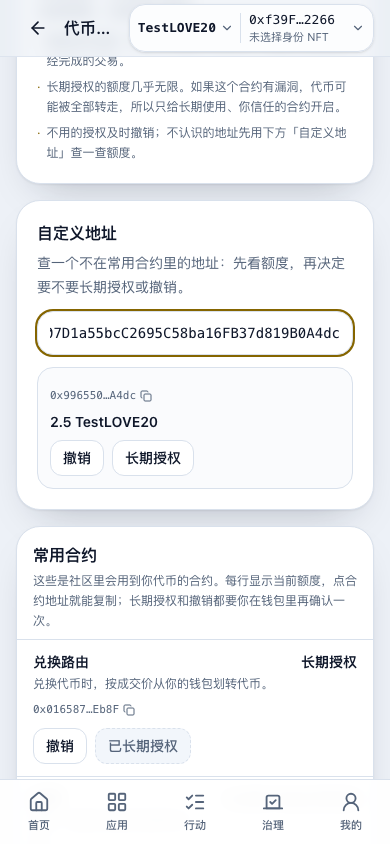 代币...
TestLOVE20
0xf39F...2266
未选择身份 NFT
经完成的交易。
· 长期授权的额度几乎无限。如果这个合约有漏洞，代币可
能被全部转走，所以只给长期使用、你信任的合约开启。
· 不用的授权及时撤销；不认识的地址先用下方「自定义地
址」查一查额度。
自定义地址
查一个不在常用合约里的地址：先看额度，再决定
要不要长期授权或撤销。
7D1a55bcC2695C58ba16FB37d819B0A4dc
0x996550…A4dc
2.5 TestLOVE20
撤销
长期授权
常用合约
这些是社区里会用到你代币的合约。每行显示当前额度，点合
约地址就能复制；长期授权和撤销都要你在钱包里再确认一
次。
兑换路由
长期授权
兑换代币时，按成交价从你的钱包划转代币。
0x016587…Eb8F
撤销
已长期授权
首页
应用
行动
治理
我的